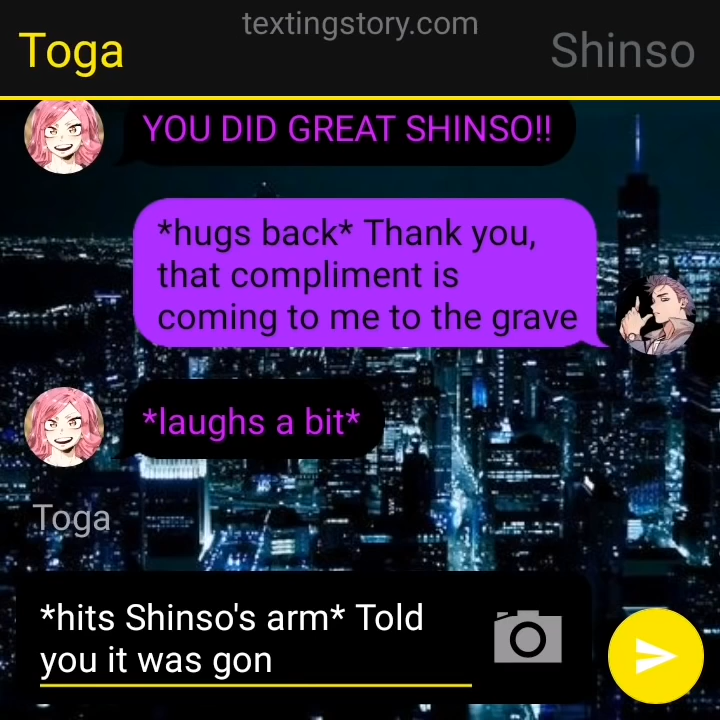 textingstory.com
Toga
Shinso
YOU DID GREAT SHINSO!!
*hugs back* Thank you,
that compliment is
coming to me to the grave
*laughs a bit*
Toga
*hits Shinso's arm* Told
you it was gon